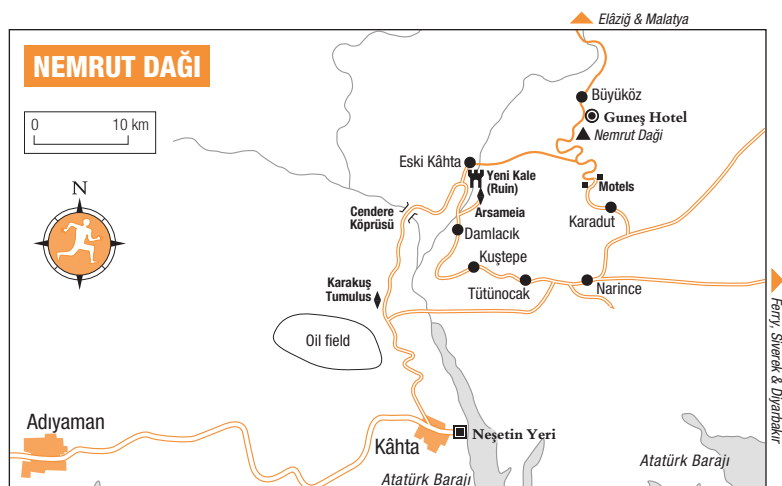 Elâziğ & Malatya
NEMRUT DAĞI
0 10 km
N
Büyüköz
Guneş Hotel
Nemrut Daği
Eski Kâhta
Yeni Kale
(Ruin)
Motels
Cendere
Köprüsü
Arsameia
Karadut
Damlacık
Kuştepe
Karakuş
Tumulus
Tütünocak
Narince
Ferry, Siverek & Diyarbakır
Oil field
Adıyaman
Kâhta
Neşetin Yeri
Atatürk Barajı
Atatürk Barajı